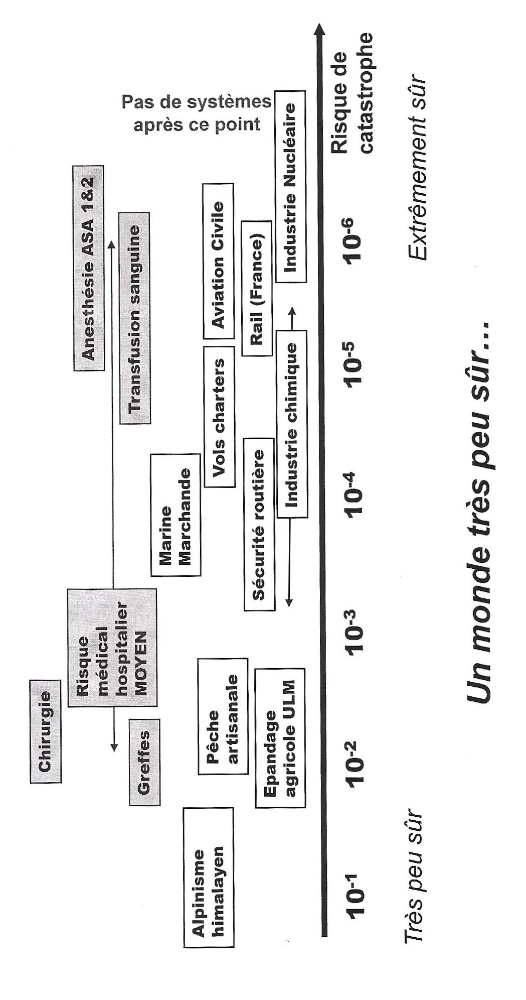 Pas de systèmes
après ce point
Chirurgie
Risque
médical
hospitalier
MOYEN
Greffes
Anesthésie ASA 1&2
Transfusion sanguine
Marine
Marchande
Alpinisme
himalayen
Pêche
artisanale
Vols charters
Aviation Civile
Epandage
agricole ULM
Sécurité routière
Rail (France)
Industrie chimique
Industrie Nucléaire
10-1
10-2
10-3
10-4
10-5
10-6
Risque de
catastrophe
Très peu sûr
Extrêmement sûr
Un monde très peu sûr...